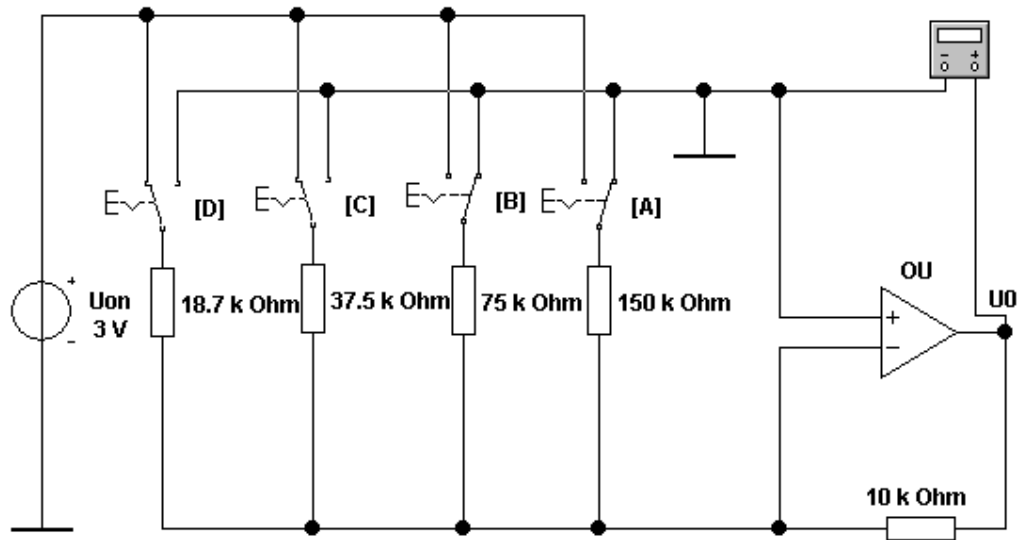 − +
[D]
[C]
[B]
[A]
Uon
3 V
+
−
18.7 k Ohm
37.5 k Ohm
75 k Ohm
150 k Ohm
OU
U0
+
−
10 k Ohm